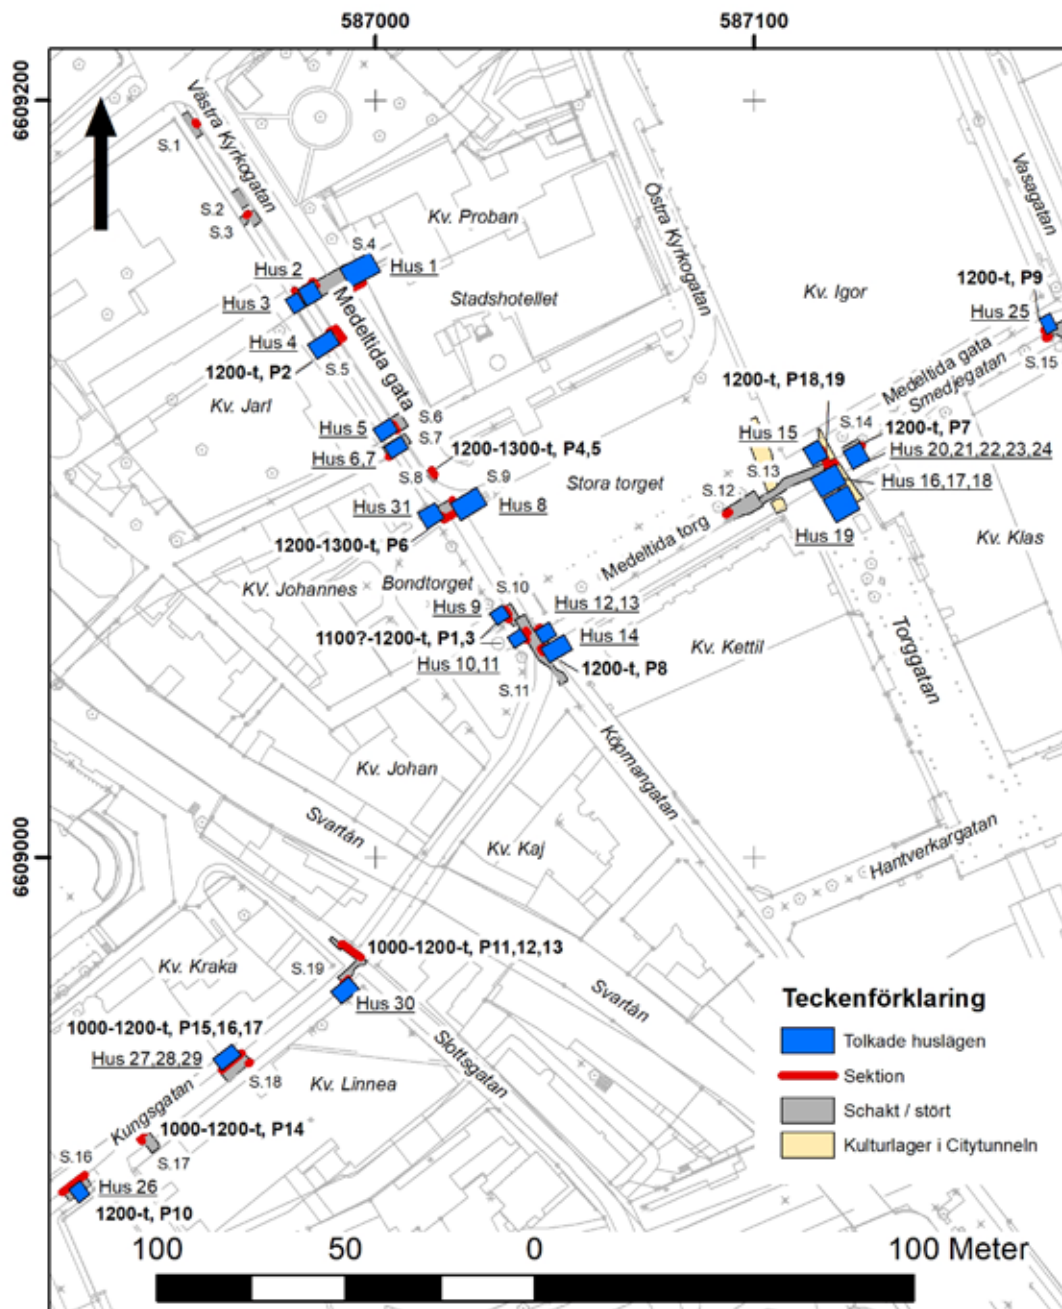 587000
587100
6609200
6609000
Västra Kyrkogatan
S.1
S.2
S.3
Kv. Proban
Östra Kyrkogatan
Vasagatan
S.4
Hus 2
Hus 1
Hus 3
Medeltida gata
Stadshotellet
Kv. Igor
1200-t, P9
Hus 25
S.15
Hus 4
S.5
1200-t, P2
Kv. Jarl
Medeltida gata
Smedjegatan
1200-t, P18,19
S.6
Hus 5
S.7
Hus 6,7
S.8
1200-1300-t, P4,5
S.9
Hus 15
S.14
1200-t, P7
Hus 20,21,22,23,24
S.13
Hus 16,17,18
Stora torget
S.12
Hus 31
Hus 8
Hus 19
1200-1300-t, P6
Medeltida torg
Kv. Klas
KV. Johannes
Bondtorget
S.10
Hus 9
Hus 12,13
1100?-1200-t, P1,3
Hus 14
Kv. Kettil
Hus 10,11
1200-t, P8
S.11
Torggatan
Köpmangatan
Kv. Johan
Svartån
Kv. Kaj
Hantverkargatan
1000-1200-t, P11,12,13
S.19
Kv. Kraka
Hus 30
Svartån
1000-1200-t, P15,16,17
Hus 27,28,29
S.18
Slottsgatan
Kv. Linnea
Kungsgatan
1000-1200-t, P14
S.17
S.16
Hus 26
1200-t, P10
Teckenförklaring
Tolkade huslägen
Sektion
Schakt / stört
Kulturlager i Citytunneln
100 50 0 100 Meter